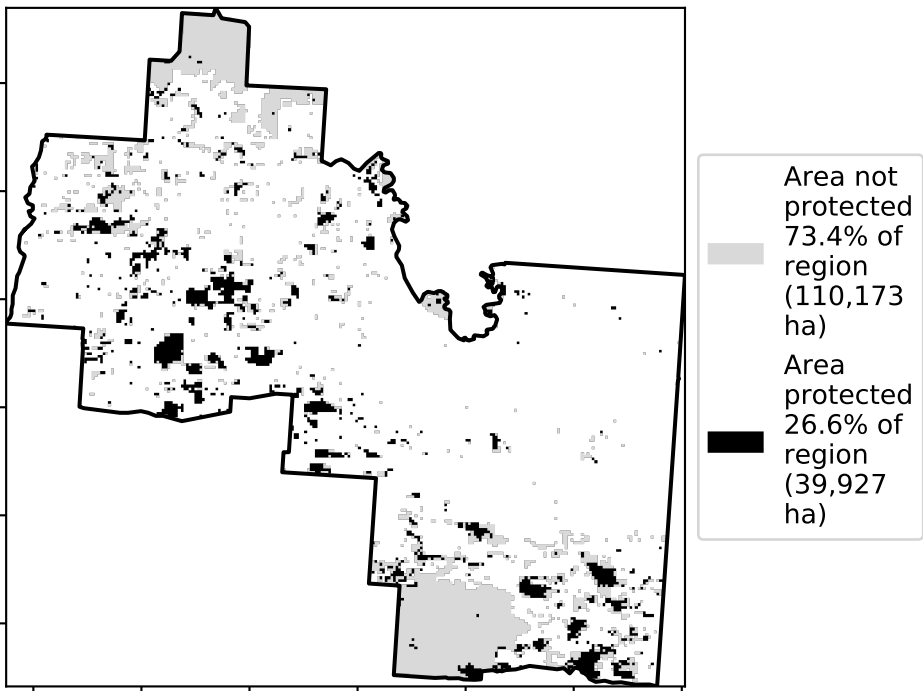 Area not
protected
73.4% of
region
(110,173
ha)
Area
protected
26.6% of
region
(39,927
ha)